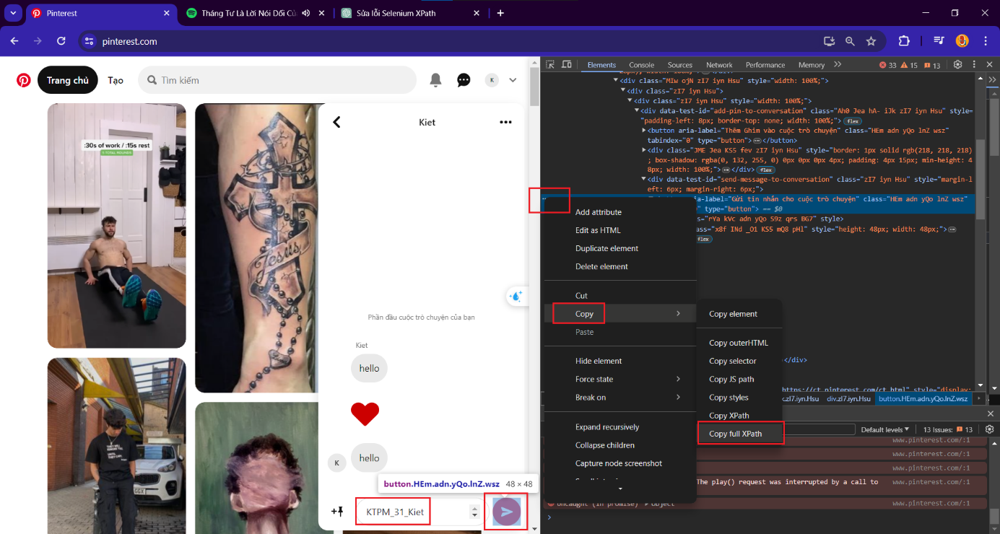 Pinterest
Tháng Tư Là Lời Nói Dối Củ
Sửa lỗi Selenium XPath
pinterest.com
Trang chủ
Tạo
Tìm kiếm
K
:30s of work / :15s rest
5 TOTAL ROUNDS
Jesus
Kiet
Phần đầu cuộc trò chuyện của bạn
Kiet
hello
K
hello
button.HEm.adn.yQo.lnZ.wsz 48 × 48
KTPM_31_Kiet
Elements
Console
Sources
Network
Performance
Memory
33
15
13
<div class="MIw ojN zI7 iyn Hsu" style="width: 100%;">
<div class="zI7 iyn Hsu">
<div class="zI7 iyn Hsu" style="width: 100%;">
<div data-test-id="add-pin-to-conversation" class="Ah0 Jea hA- iJk zI7 iyn Hsu" style=
"padding-left: 8px; border-top: none; width: 100%;"> flex
<button aria-label="Thêm Ghim vào cuộc trò chuyện" class="HEm adn yQo lnZ wsz"
tabindex="0" type="button"> </button>
<div class="JME Jea KS5 fev zI7 iyn Hsu" style="border: 1px solid rgb(218, 218, 218)
; box-shadow: rgba(0, 132, 255, 0) 0px 0px 0px 4px; padding: 4px 15px; min-height: 4
8px; width: 100%;"> </div> flex
<div data-test-id="send-message-to-conversation" class="zI7 iyn Hsu" style="margin-l
eft: 6px; margin-right: 6px;">
ia-label="Gửi tin nhắn cho cuộc trò chuyện" class="HEm adn yQo lnZ wsz"
" type="button"> == $0
s="rYa kVc adn yQo S9z qrs BG7" style>
ass="x8f INd _O1 KS5 mQ8 pHl" style="height: 48px; width: 48px;">
flex
Add attribute
Edit as HTML
Duplicate element
Delete element
Cut
Copy
Paste
Hide element
Force state
Break on
Expand recursively
Collapse children
Capture node screenshot
Copy element
Copy outerHTML
Copy selector
Copy JS path
Copy styles
Copy XPath
Copy full XPath
</div>
https://ct.pinterest.com/ct.html" style="display:
k.zI7.iyn.Hsu
div.zI7.iyn.Hsu
button.HEm.adn.yQo.lnZ.wsz
Default levels
13 Issues: 13
www.pinterest.com/:1
www.pinterest.com/:1
www.pinterest.com/:1
The play() request was interrupted by a call to www.pinterest.com/:1
Uncaught (in promise) Object www.pinterest.com/:1